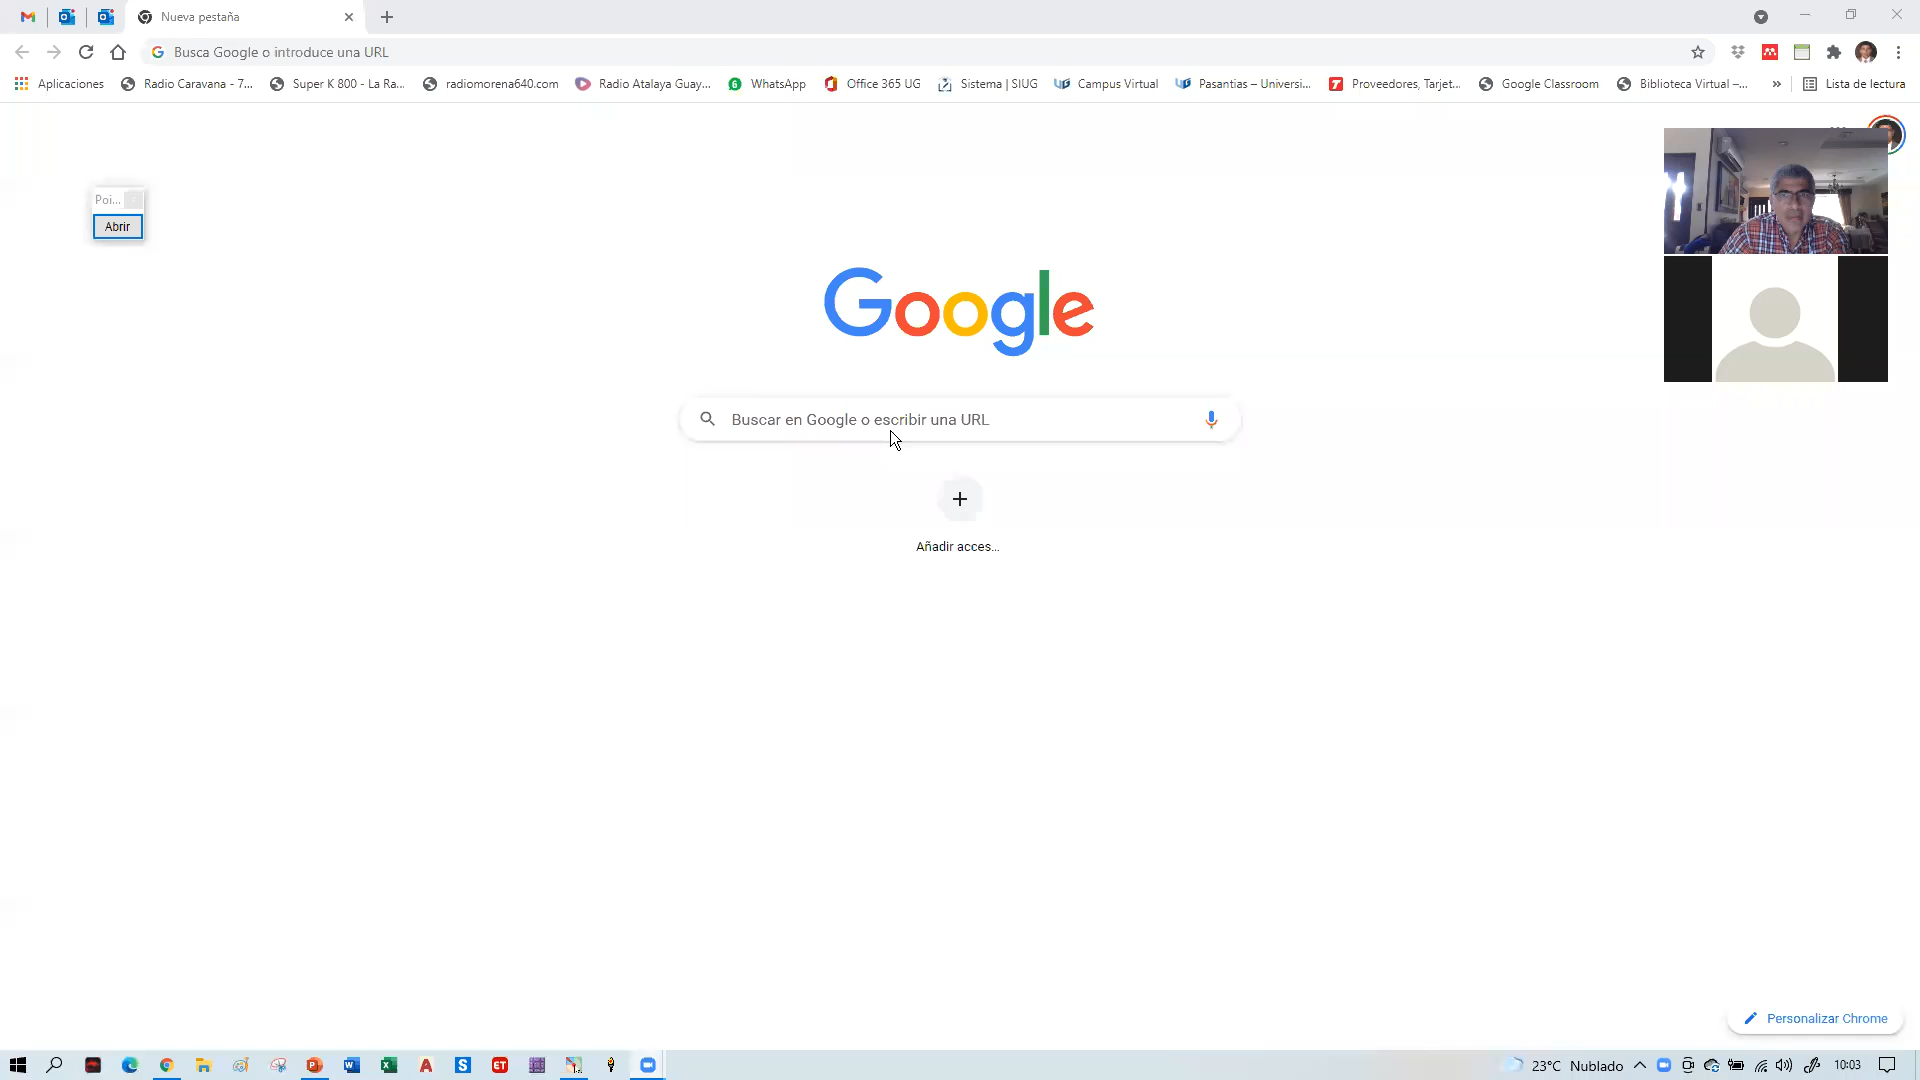 Nueva pestaña
Busca Google o introduce una URL
Aplicaciones
Radio Caravana - 7...
Super K 800 - La Ra...
radiomorena640.com
Radio Atalaya Guay...
WhatsApp
Office 365 UG
Sistema | SIUG
Campus Virtual
Pasantias – Universi...
Proveedores, Tarjet...
Google Classroom
Biblioteca Virtual –...
»
Lista de lectura
Poi...
Abrir
Google
Buscar en Google o escribir una URL
Añadir acces...
Personalizar Chrome
23°C Nublado
10:03